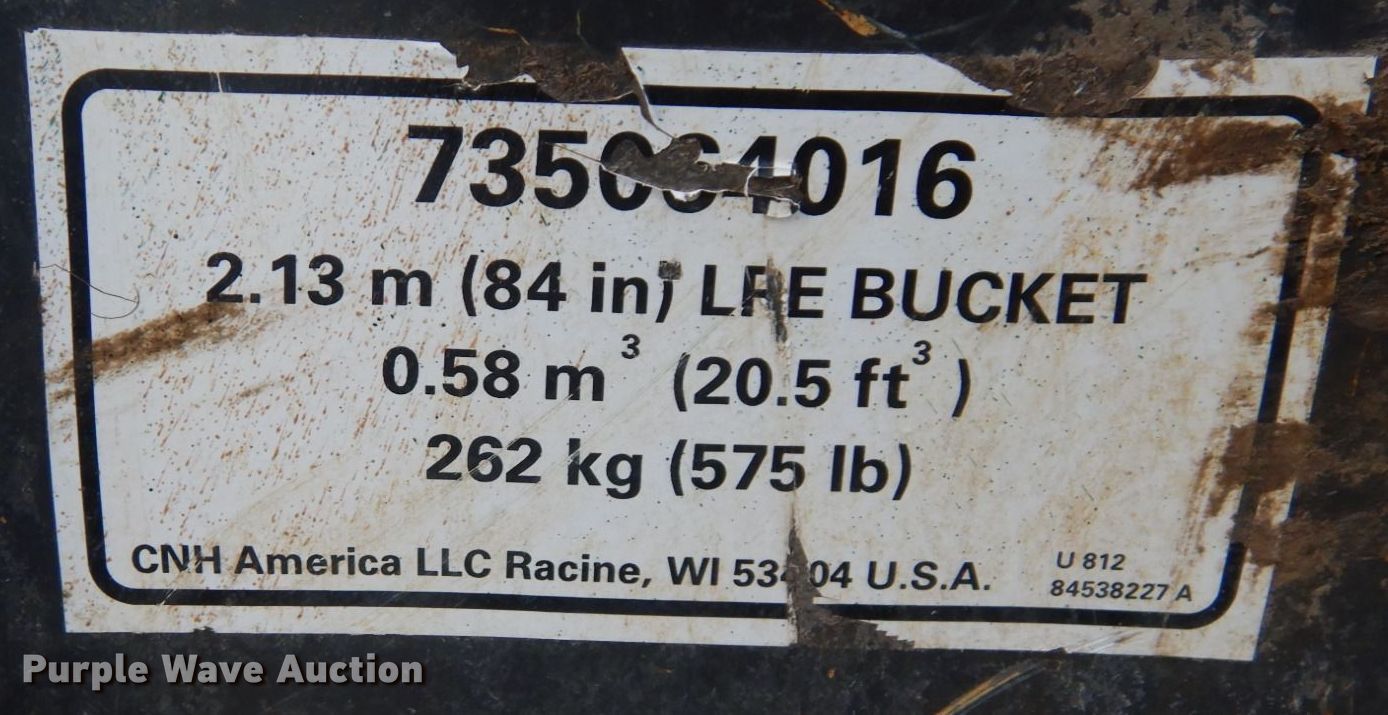 2.13 m (84 in) LRE BUCKET
0.58 m³ (20.5 ft³)
262 kg (575 lb)
CNH America LLC Racine, WI U.S.A.
U 812
84538227 A
Purple Wave Auction